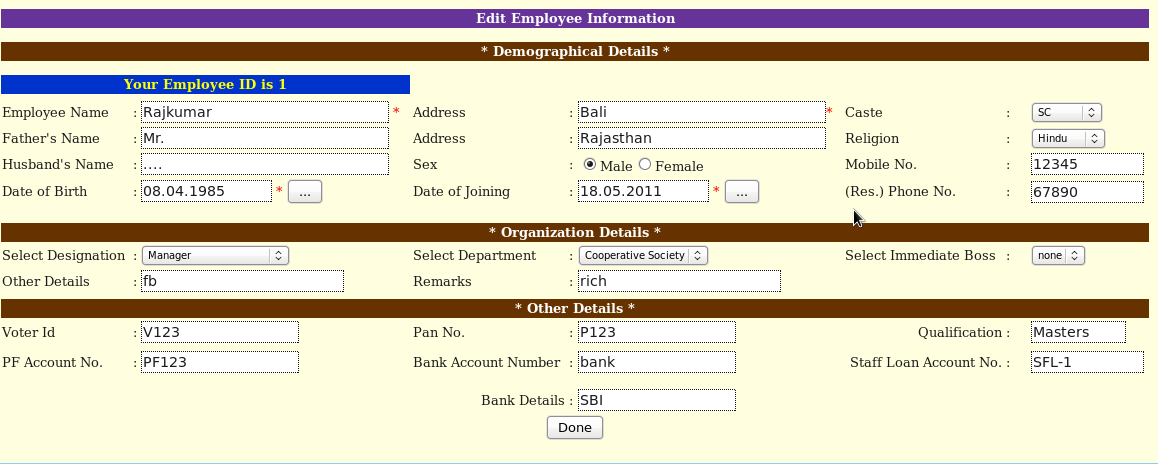 Edit Employee Information
* Demographical Details *
Your Employee ID is 1
Employee Name : Rajkumar * Address : Bali * Caste : SC
Father's Name : Mr. Address : Rajasthan Religion : Hindu
Husband's Name : .... Sex : Male Female Mobile No. : 12345
Date of Birth : 08.04.1985 * ... Date of Joining : 18.05.2011 * ... (Res.) Phone No. : 67890
* Organization Details *
Select Designation : Manager Select Department : Cooperative Society Select Immediate Boss : none
Other Details : fb Remarks : rich
* Other Details *
Voter Id : V123 Pan No. : P123 Qualification : Masters
PF Account No. : PF123 Bank Account Number : bank Staff Loan Account No. : SFL-1
Bank Details : SBI
Done